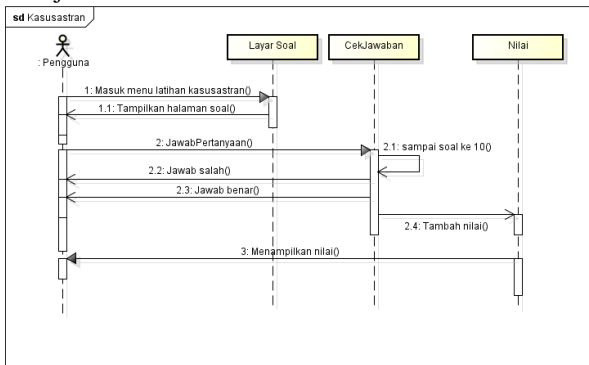 sd Kasusastran
: Pengguna
Layar Soal
CekJawaban
Nilai
1: Masuk menu latihan kasusastran()
1.1: Tampilkan halaman soal()
2: JawabPertanyaan()
2.1: sampai soal ke 10()
2.2: Jawab salah()
2.3: Jawab benar()
2.4: Tambah nilai()
3: Menampilkan nilai()